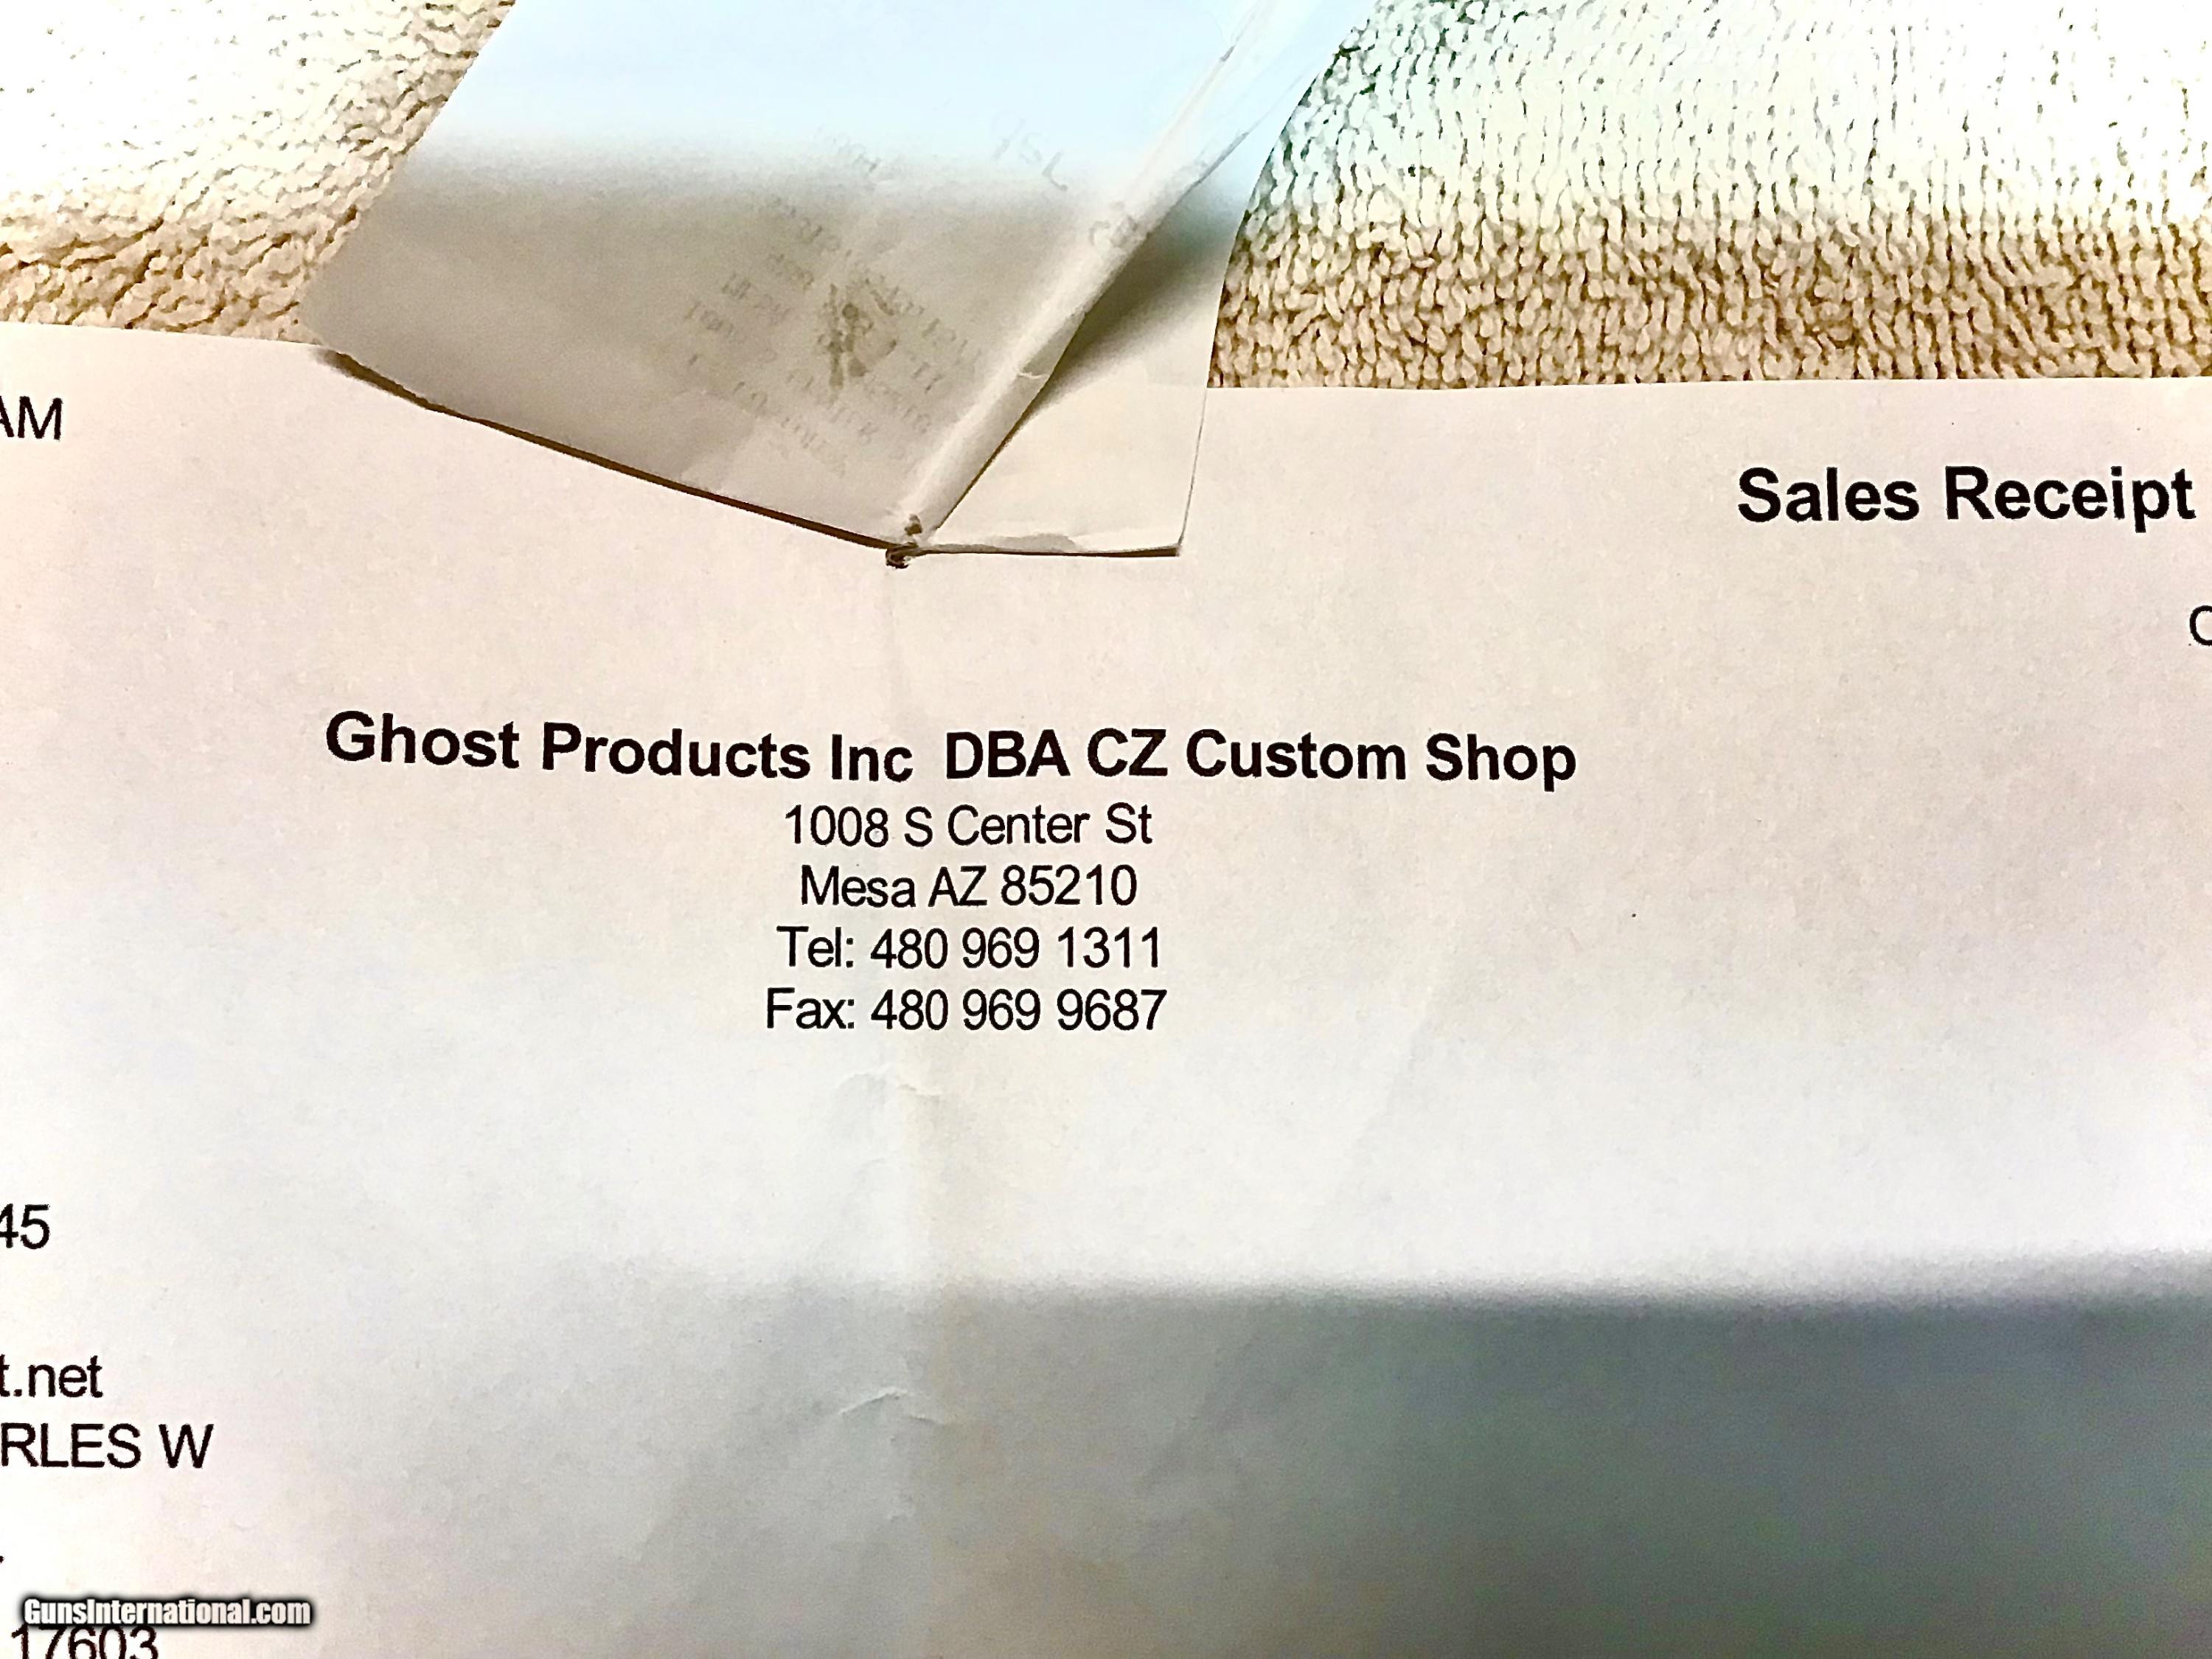 AM
Sales Receipt
Ghost Products Inc DBA CZ Custom Shop
1008 S Center St
Mesa AZ 85210
Tel: 480 969 1311
Fax: 480 969 9687
45
t.net
RLES W
GunsInternational.com
17603